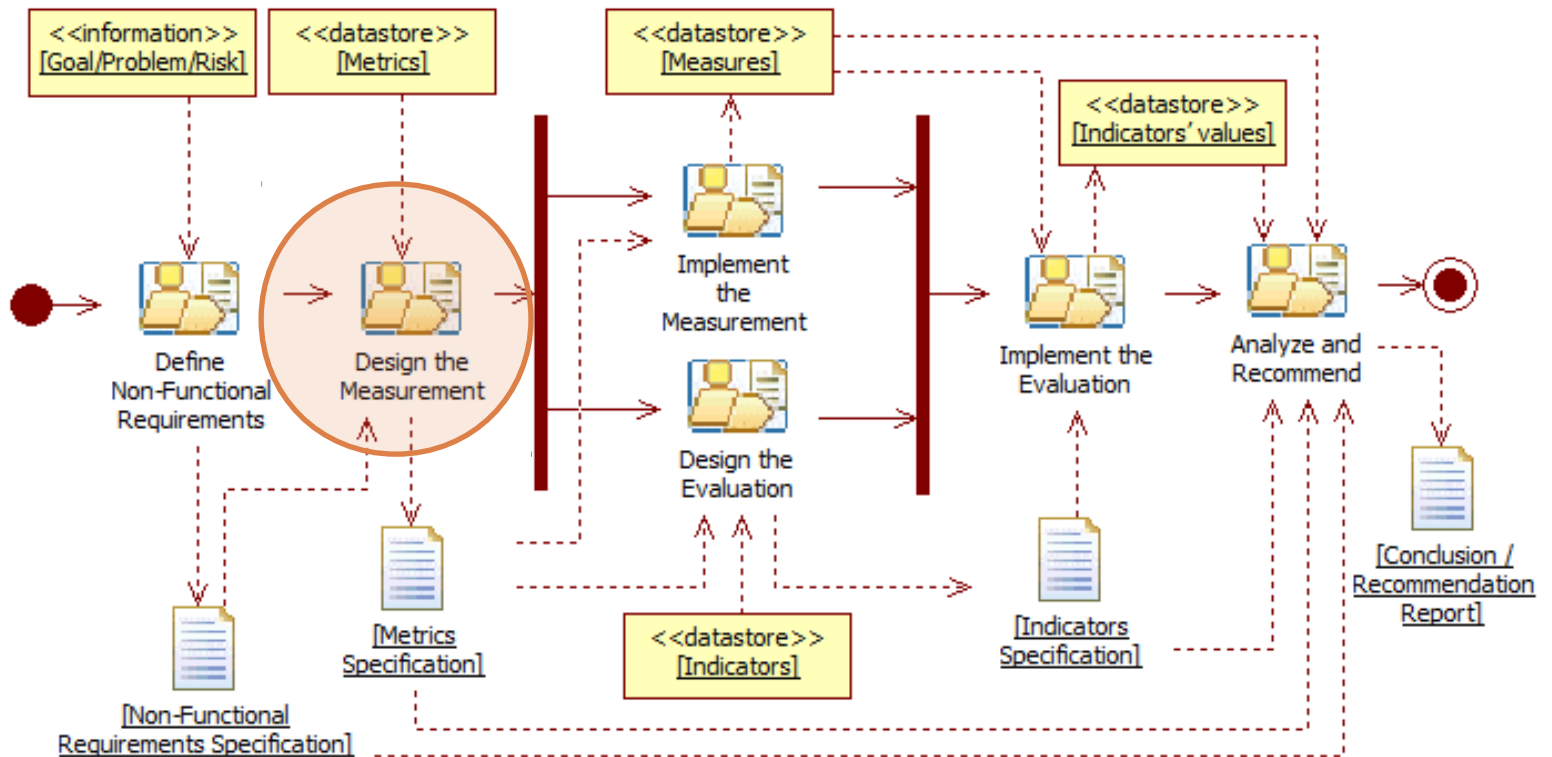 <<information>>
[Goal/Problem/Risk]
<<datastore>>
[Metrics]
<<datastore>>
[Measures]
<<datastore>>
[Indicators' values]
Define
Non-Functional
Requirements
Design the
Measurement
Implement
the
Measurement
Design the
Evaluation
Implement the
Evaluation
Analyze and
Recommend
[Non-Functional
Requirements Specification]
[Metrics
Specification]
<<datastore>>
[Indicators]
[Indicators
Specification]
[Conclusion /
Recommendation
Report]